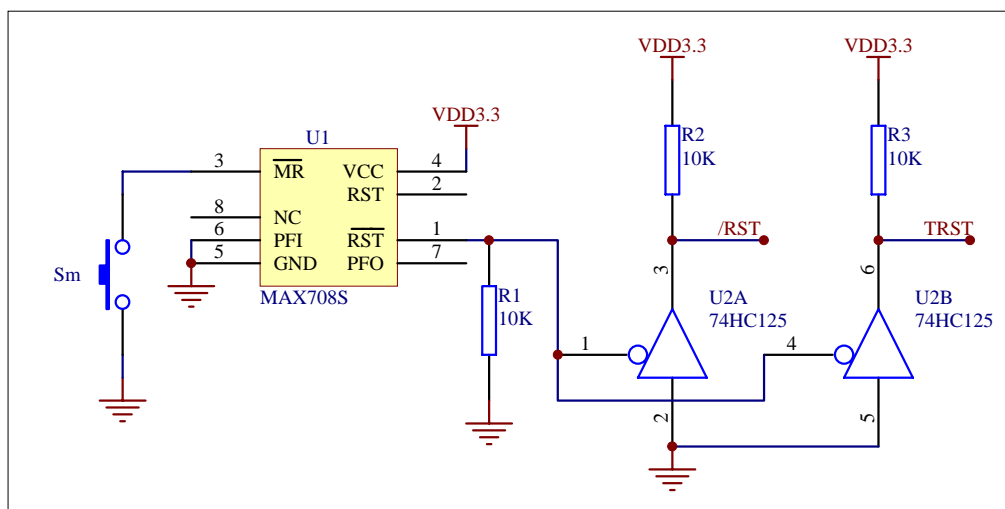 VDD3.3
VDD3.3
VDD3.3
U1
R2
10K
R3
10K
3
MR
VCC
4
RST
2
8
NC
6
PFI
RST
1
/RST
TRST
5
GND
PFO
7
Sm
MAX708S
R1
10K
3
6
U2A
74HC125
U2B
74HC125
1
4
2
5